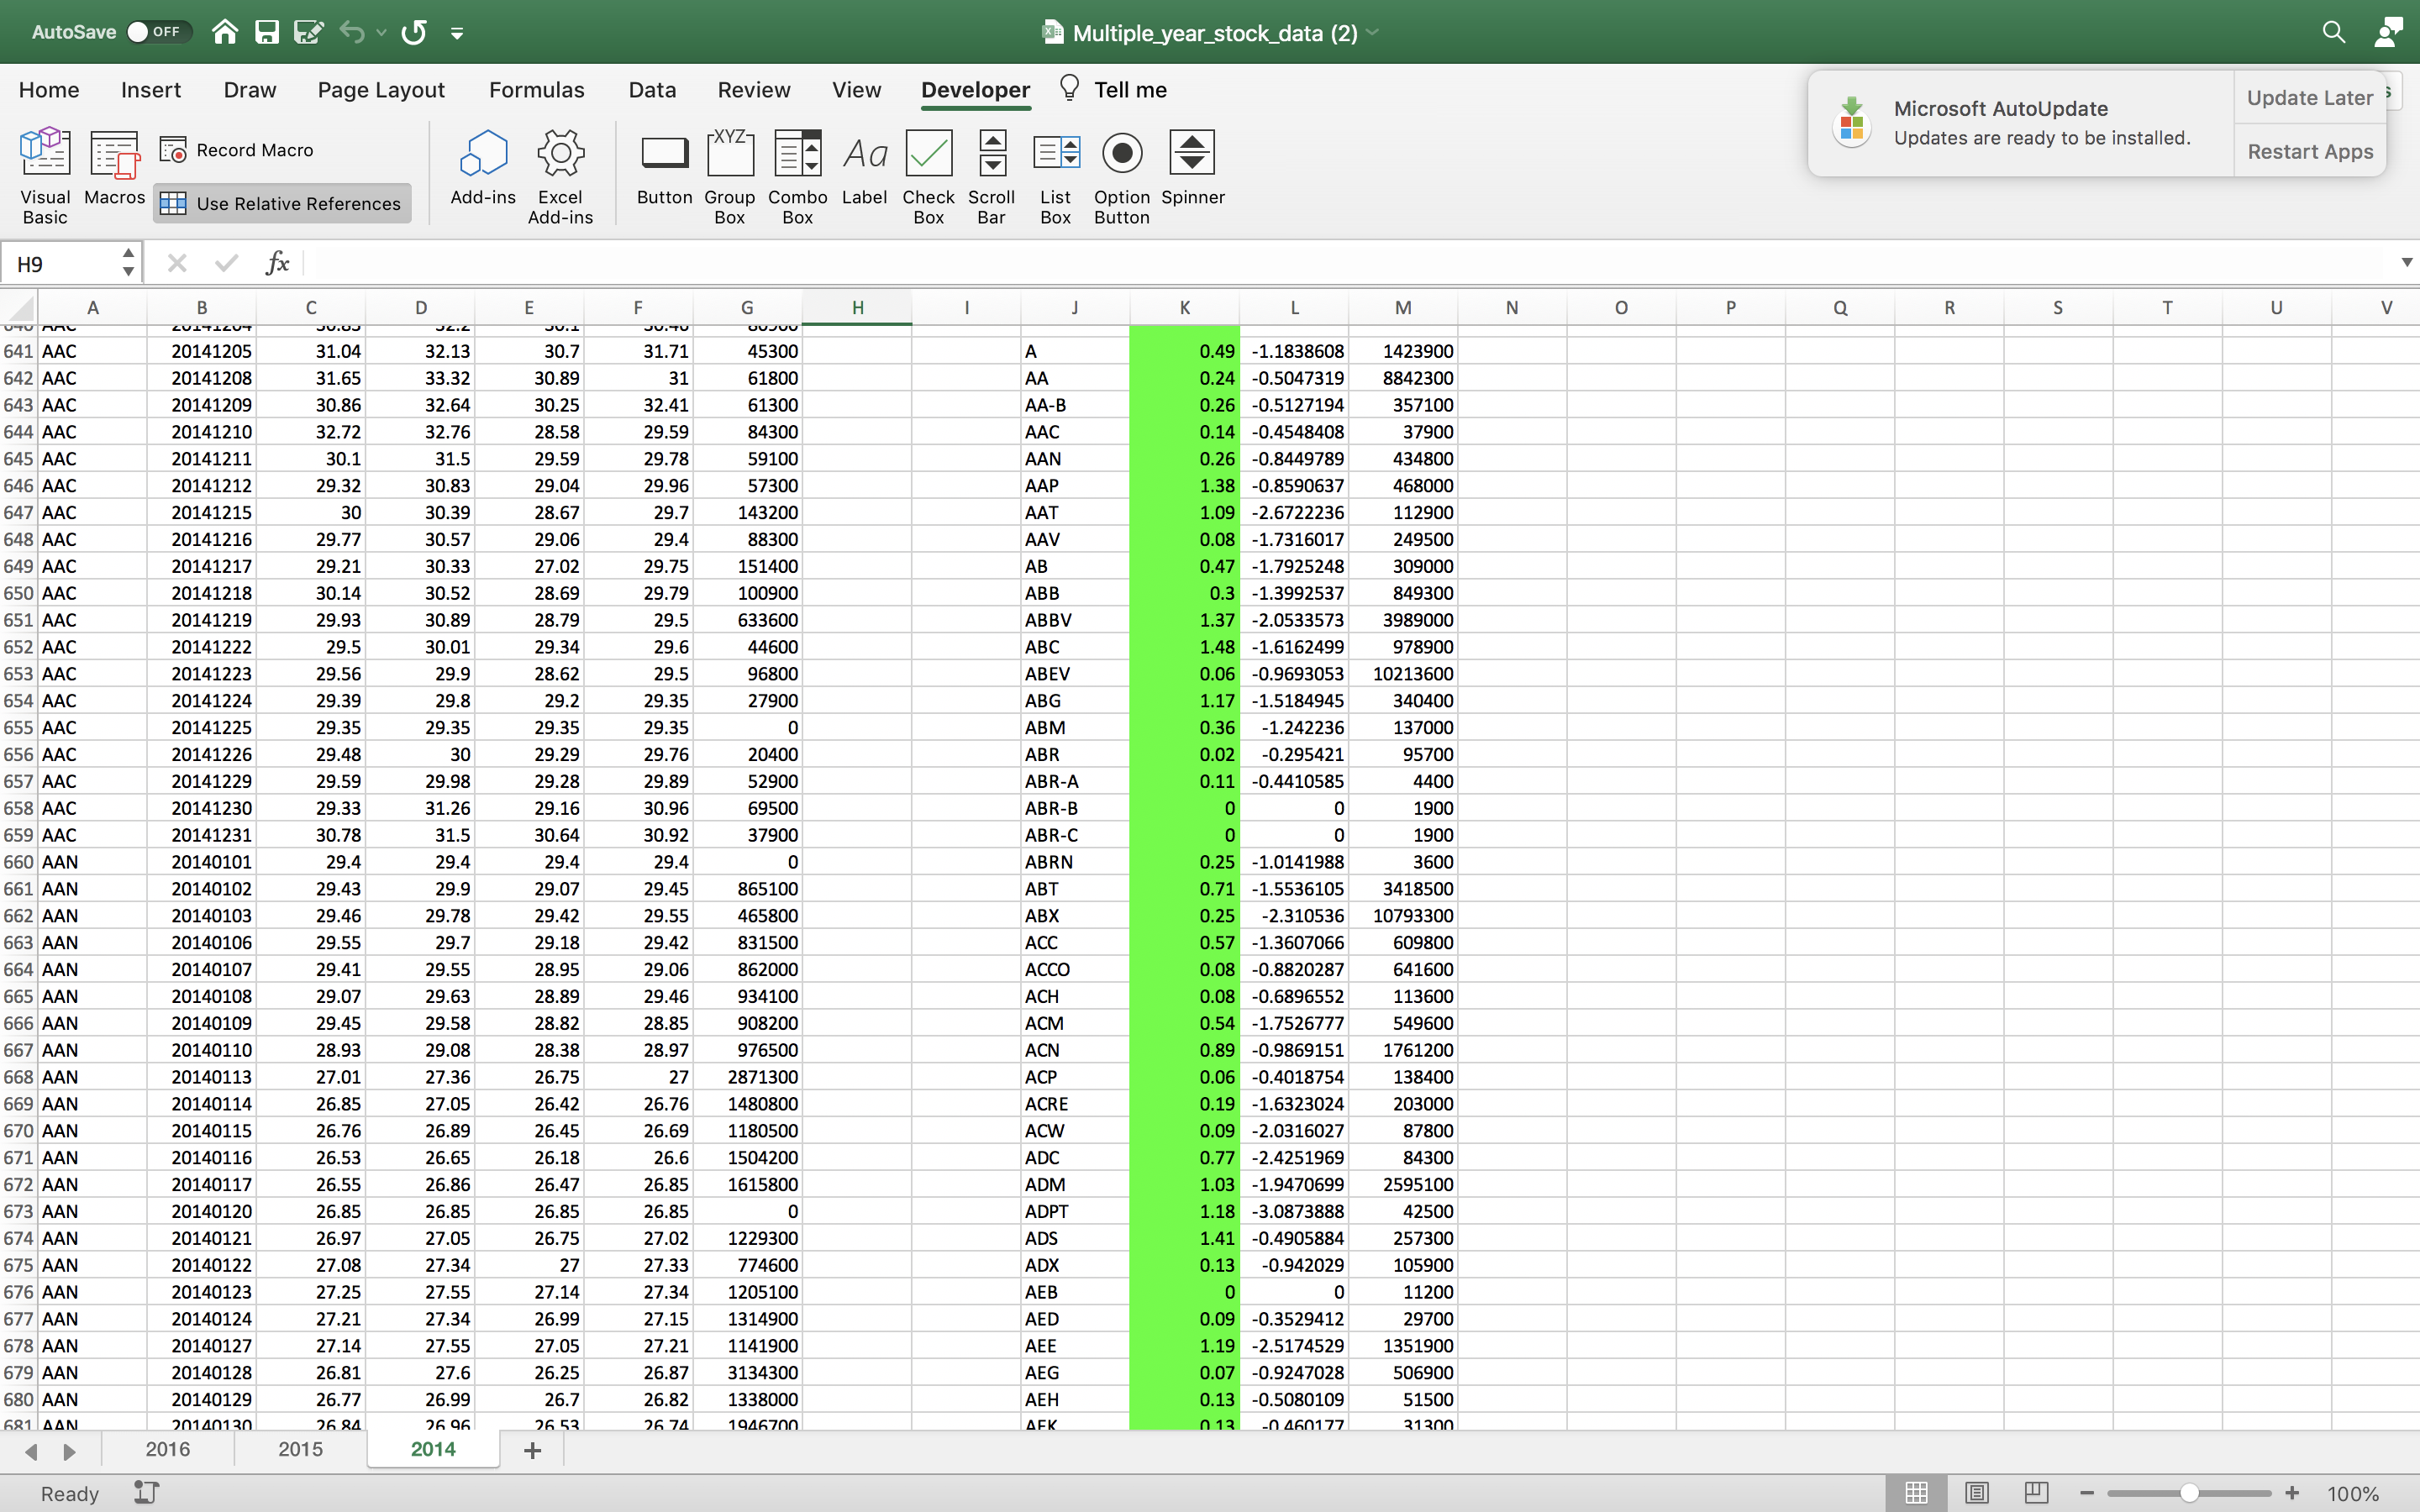 AutoSave OFF Multiple_year_stock_data (2)
Home Insert Draw Page Layout Formulas Data Review View Developer Tell me
Microsoft AutoUpdate
Updates are ready to be installed.
Update Later
Restart Apps
Visual Basic Macros Record Macro
Use Relative References
Add-ins Excel Add-ins Button Group Box Combo Box Label Check Box Scroll Bar List Box Option Button Spinner
XYZ Aa
H9 fx
A B C D E F G H I J K L M N O P Q R S T U V
640 AAC 20141204 30.83 32.2 30.1 30.46 80900
641 AAC 20141205 31.04 32.13 30.7 31.71 45300 A 0.49 -1.1838608 1423900
642 AAC 20141208 31.65 33.32 30.89 31 61800 AA 0.24 -0.5047319 8842300
643 AAC 20141209 30.86 32.64 30.25 32.41 61300 AA-B 0.26 -0.5127194 357100
644 AAC 20141210 32.72 32.76 28.58 29.59 84300 AAC 0.14 -0.4548408 37900
645 AAC 20141211 30.1 31.5 29.59 29.78 59100 AAN 0.26 -0.8449789 434800
646 AAC 20141212 29.32 30.83 29.04 29.96 57300 AAP 1.38 -0.8590637 468000
647 AAC 20141215 30 30.39 28.67 29.7 143200 AAT 1.09 -2.6722236 112900
648 AAC 20141216 29.77 30.57 29.06 29.4 88300 AAV 0.08 -1.7316017 249500
649 AAC 20141217 29.21 30.33 27.02 29.75 151400 AB 0.47 -1.7925248 309000
650 AAC 20141218 30.14 30.52 28.69 29.79 100900 ABB 0.3 -1.3992537 849300
651 AAC 20141219 29.93 30.89 28.79 29.5 633600 ABBV 1.37 -2.0533573 3989000
652 AAC 20141222 29.5 30.01 29.34 29.6 44600 ABC 1.48 -1.6162499 978900
653 AAC 20141223 29.56 29.9 28.62 29.5 96800 ABEV 0.06 -0.9693053 10213600
654 AAC 20141224 29.39 29.8 29.2 29.35 27900 ABG 1.17 -1.5184945 340400
655 AAC 20141225 29.35 29.35 29.35 29.35 0 ABM 0.36 -1.242236 137000
656 AAC 20141226 29.48 30 29.29 29.76 20400 ABR 0.02 -0.295421 95700
657 AAC 20141229 29.59 29.98 29.28 29.89 52900 ABR-A 0.11 -0.4410585 4400
658 AAC 20141230 29.33 31.26 29.16 30.96 69500 ABR-B 0 0 1900
659 AAC 20141231 30.78 31.5 30.64 30.92 37900 ABR-C 0 0 1900
660 AAN 20140101 29.4 29.4 29.4 29.4 0 ABRN 0.25 -1.0141988 3600
661 AAN 20140102 29.43 29.9 29.07 29.45 865100 ABT 0.71 -1.5536105 3418500
662 AAN 20140103 29.46 29.78 29.42 29.55 465800 ABX 0.25 -2.310536 10793300
663 AAN 20140106 29.55 29.7 29.18 29.42 831500 ACC 0.57 -1.3607066 609800
664 AAN 20140107 29.41 29.55 28.95 29.06 862000 ACCO 0.08 -0.8820287 641600
665 AAN 20140108 29.07 29.63 28.89 29.46 934100 ACH 0.08 -0.6896552 113600
666 AAN 20140109 29.45 29.58 28.82 28.85 908200 ACM 0.54 -1.7526777 549600
667 AAN 20140110 28.93 29.08 28.38 28.97 976500 ACN 0.89 -0.9869151 1761200
668 AAN 20140113 27.01 27.36 26.75 27 2871300 ACP 0.06 -0.4018754 138400
669 AAN 20140114 26.85 27.05 26.42 26.76 1480800 ACRE 0.19 -1.6323024 203000
670 AAN 20140115 26.76 26.89 26.45 26.69 1180500 ACW 0.09 -2.0316027 87800
671 AAN 20140116 26.53 26.65 26.18 26.6 1504200 ADC 0.77 -2.4251969 84300
672 AAN 20140117 26.55 26.86 26.47 26.85 1615800 ADM 1.03 -1.9470699 2595100
673 AAN 20140120 26.85 26.85 26.85 26.85 0 ADPT 1.18 -3.0873888 42500
674 AAN 20140121 26.97 27.05 26.75 27.02 1229300 ADS 1.41 -0.4905884 257300
675 AAN 20140122 27.08 27.34 27 27.33 774600 ADX 0.13 -0.942029 105900
676 AAN 20140123 27.25 27.55 27.14 27.34 1205100 AEB 0 0 11200
677 AAN 20140124 27.21 27.34 26.99 27.15 1314900 AED 0.09 -0.3529412 29700
678 AAN 20140127 27.14 27.55 27.05 27.21 1141900 AEE 1.19 -2.5174529 1351900
679 AAN 20140128 26.81 27.6 26.25 26.87 3134300 AEG 0.07 -0.9247028 506900
680 AAN 20140129 26.77 26.99 26.7 26.82 1338000 AEH 0.13 -0.5080109 51500
681 AAN 20140130 26.84 26.96 26.53 26.74 1946700 AEK 0.13 -0.460177 31300
2016 2015 2014 +
Ready 100%